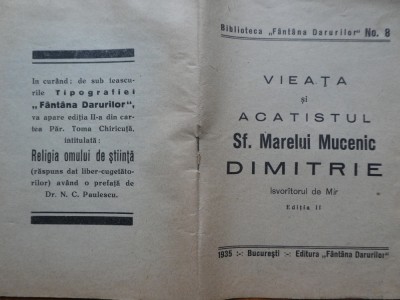 In curând: de sub teascu-
rile Tipografiei
„Fântâna Darurilor",
va apare ediția II-a din car-
tea Păr. Toma Chiricuță,
intitulată:
Religia omului de știință
(răspuns dat liber-cugetăto-
rilor) având o prefață de
Dr. N. C. Paulescu.
Biblioteca „Fântâna Darurilor" No. 8
VIEAȚA
și
ACATISTUL
Sf. Marelui Mucenic
DIMITRIE
isvorîtorul de Mir
Ediția II
1935 - București - Editura „Fântâna Darurilor"